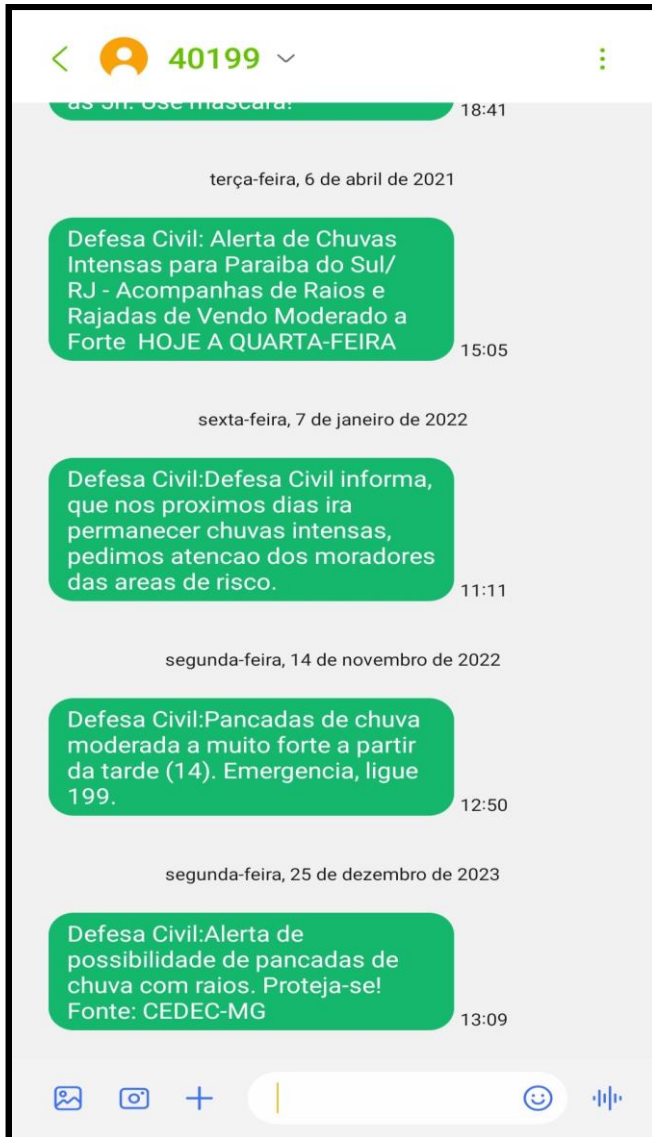 40199
as 5h. Use máscara!
18:41
terça-feira, 6 de abril de 2021
Defesa Civil: Alerta de Chuvas
Intensas para Paraiba do Sul/
RJ - Acompanhas de Raios e
Rajadas de Vendo Moderado a
Forte  HOJE A QUARTA-FEIRA
15:05
sexta-feira, 7 de janeiro de 2022
Defesa Civil:Defesa Civil informa,
que nos proximos dias ira
permanecer chuvas intensas,
pedimos atencao dos moradores
das areas de risco.
11:11
segunda-feira, 14 de novembro de 2022
Defesa Civil:Pancadas de chuva
moderada a muito forte a partir
da tarde (14). Emergencia, ligue
199.
12:50
segunda-feira, 25 de dezembro de 2023
Defesa Civil:Alerta de
possibilidade de pancadas de
chuva com raios. Proteja-se!
Fonte: CEDEC-MG
13:09